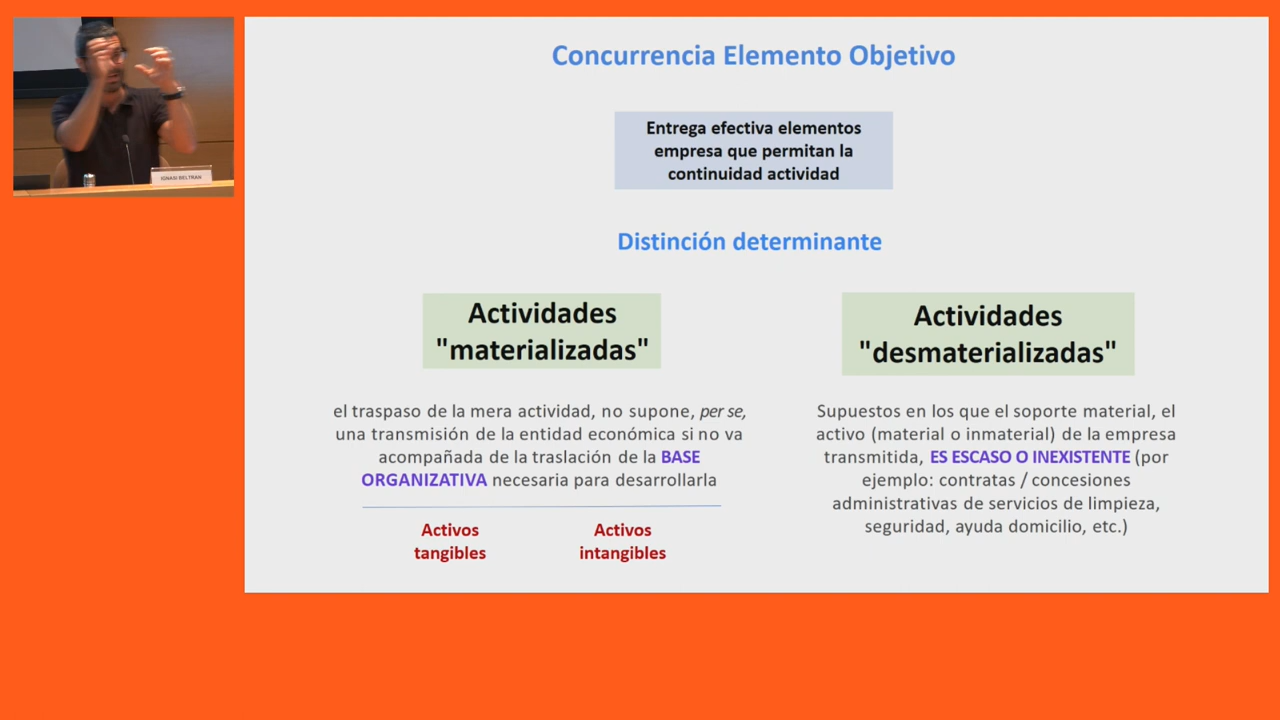 IGNASI BELTRAN
Concurrencia Elemento Objetivo
Entrega efectiva elementos
empresa que permitan la
continuidad actividad
Distinción determinante
Actividades
"materializadas"
el traspaso de la mera actividad, no supone, per se,
una transmisión de la entidad económica si no va
acompañada de la traslación de la BASE
ORGANIZATIVA necesaria para desarrollarla
Activos
tangibles
Activos
intangibles
Actividades
"desmaterializadas"
Supuestos en los que el soporte material, el
activo (material o inmaterial) de la empresa
transmitida, ES ESCASO O INEXISTENTE (por
ejemplo: contratas / concesiones
administrativas de servicios de limpieza,
seguridad, ayuda domicilio, etc.)